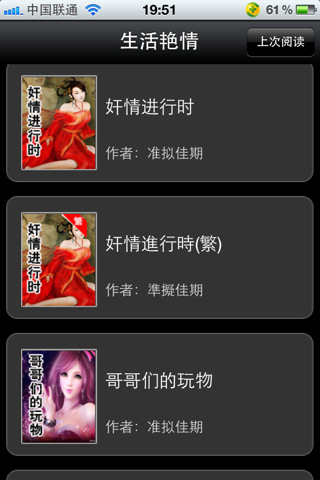 中国联通
19:51
61%
生活艳情
上次阅读
奸情进行时
奸情进行时
作者：准拟佳期
奸情进行时
繁
奸情進行時(繁)
作者：準擬佳期
哥哥们的玩物
哥哥们的玩物
作者：准拟佳期